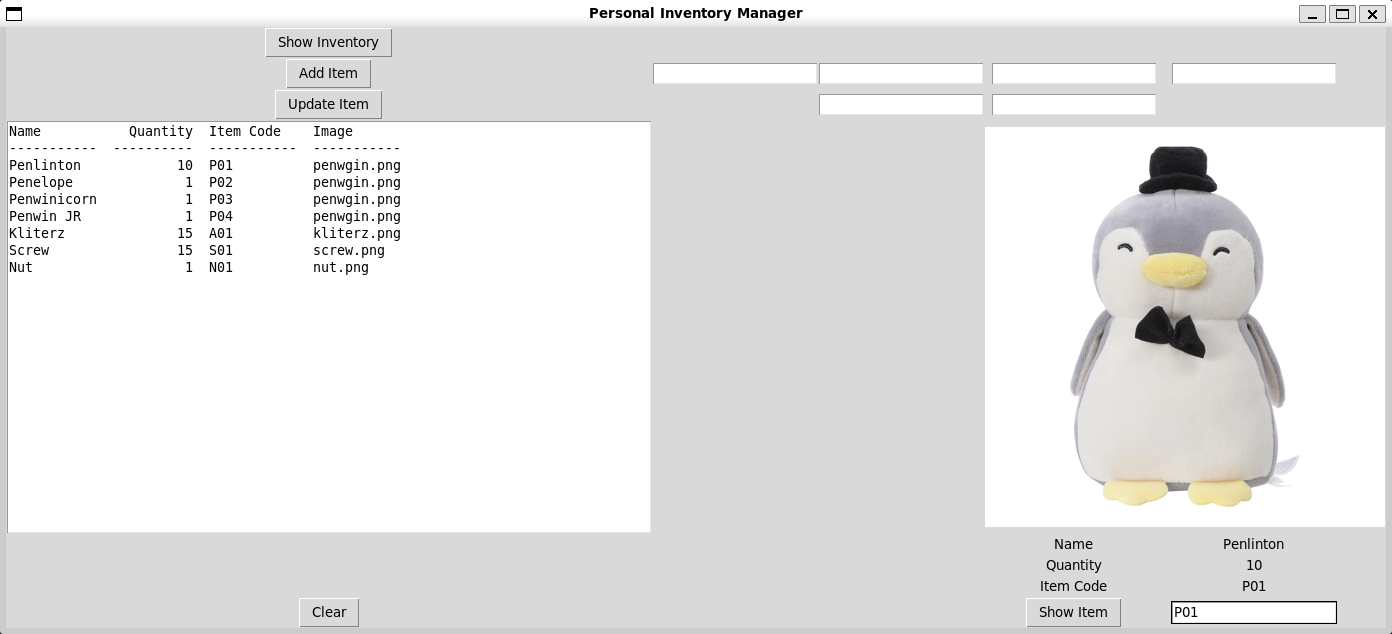 Personal Inventory Manager
Show Inventory
Add Item
Update Item
Name Quantity Item Code Image
----------- ---------- ----------- -----------
Penlinton 10 P01 penwgin.png
Penelope 1 P02 penwgin.png
Penwinicorn 1 P03 penwgin.png
Penwin JR 1 P04 penwgin.png
Kliterz 15 A01 kliterz.png
Screw 15 S01 screw.png
Nut 1 N01 nut.png
Name Penlinton
Quantity 10
Item Code P01
Clear Show Item P01